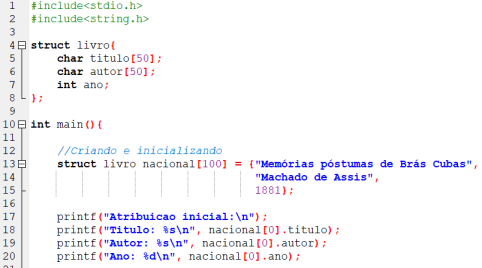 1 #include<stdio.h>
2 #include<string.h>
3
4 struct livro{
5 char titulo[50];
6 char autor[50];
7 int ano;
8 };
9
10 int main(){
11
12 //Criando e inicializando
13 struct livro nacional[100] = {"Memórias póstumas de Brás Cubas",
14 "Machado de Assis",
15 1881};
16
17 printf("Atribuicao inicial:\n");
18 printf("Titulo: %s\n", nacional[0].titulo);
19 printf("Autor: %s\n", nacional[0].autor);
20 printf("Ano: %d\n", nacional[0].ano);